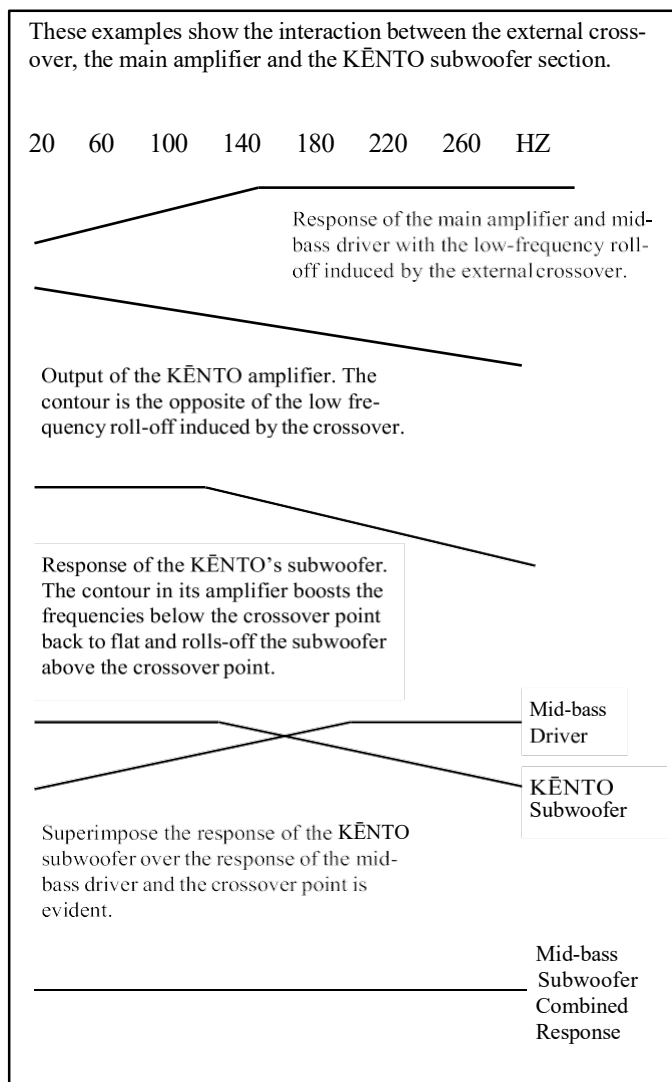 These examples show the interaction between the external cross-
over, the main amplifier and the KĒNTO subwoofer section.
20 60 100 140 180 220 260 HZ
Response of the main amplifier and mid-
bass driver with the low-frequency roll-
off induced by the external crossover.
Output of the KĒNTO amplifier. The
contour is the opposite of the low fre-
quency roll-off induced by the crossover.
Response of the KĒNTO’s subwoofer.
The contour in its amplifier boosts the
frequencies below the crossover point
back to flat and rolls-off the subwoofer
above the crossover point.
Mid-bass
Driver
KĒNTO
Subwoofer
Superimpose the response of the KĒNTO
subwoofer over the response of the mid-
bass driver and the crossover point is
evident.
Mid-bass
Subwoofer
Combined
Response